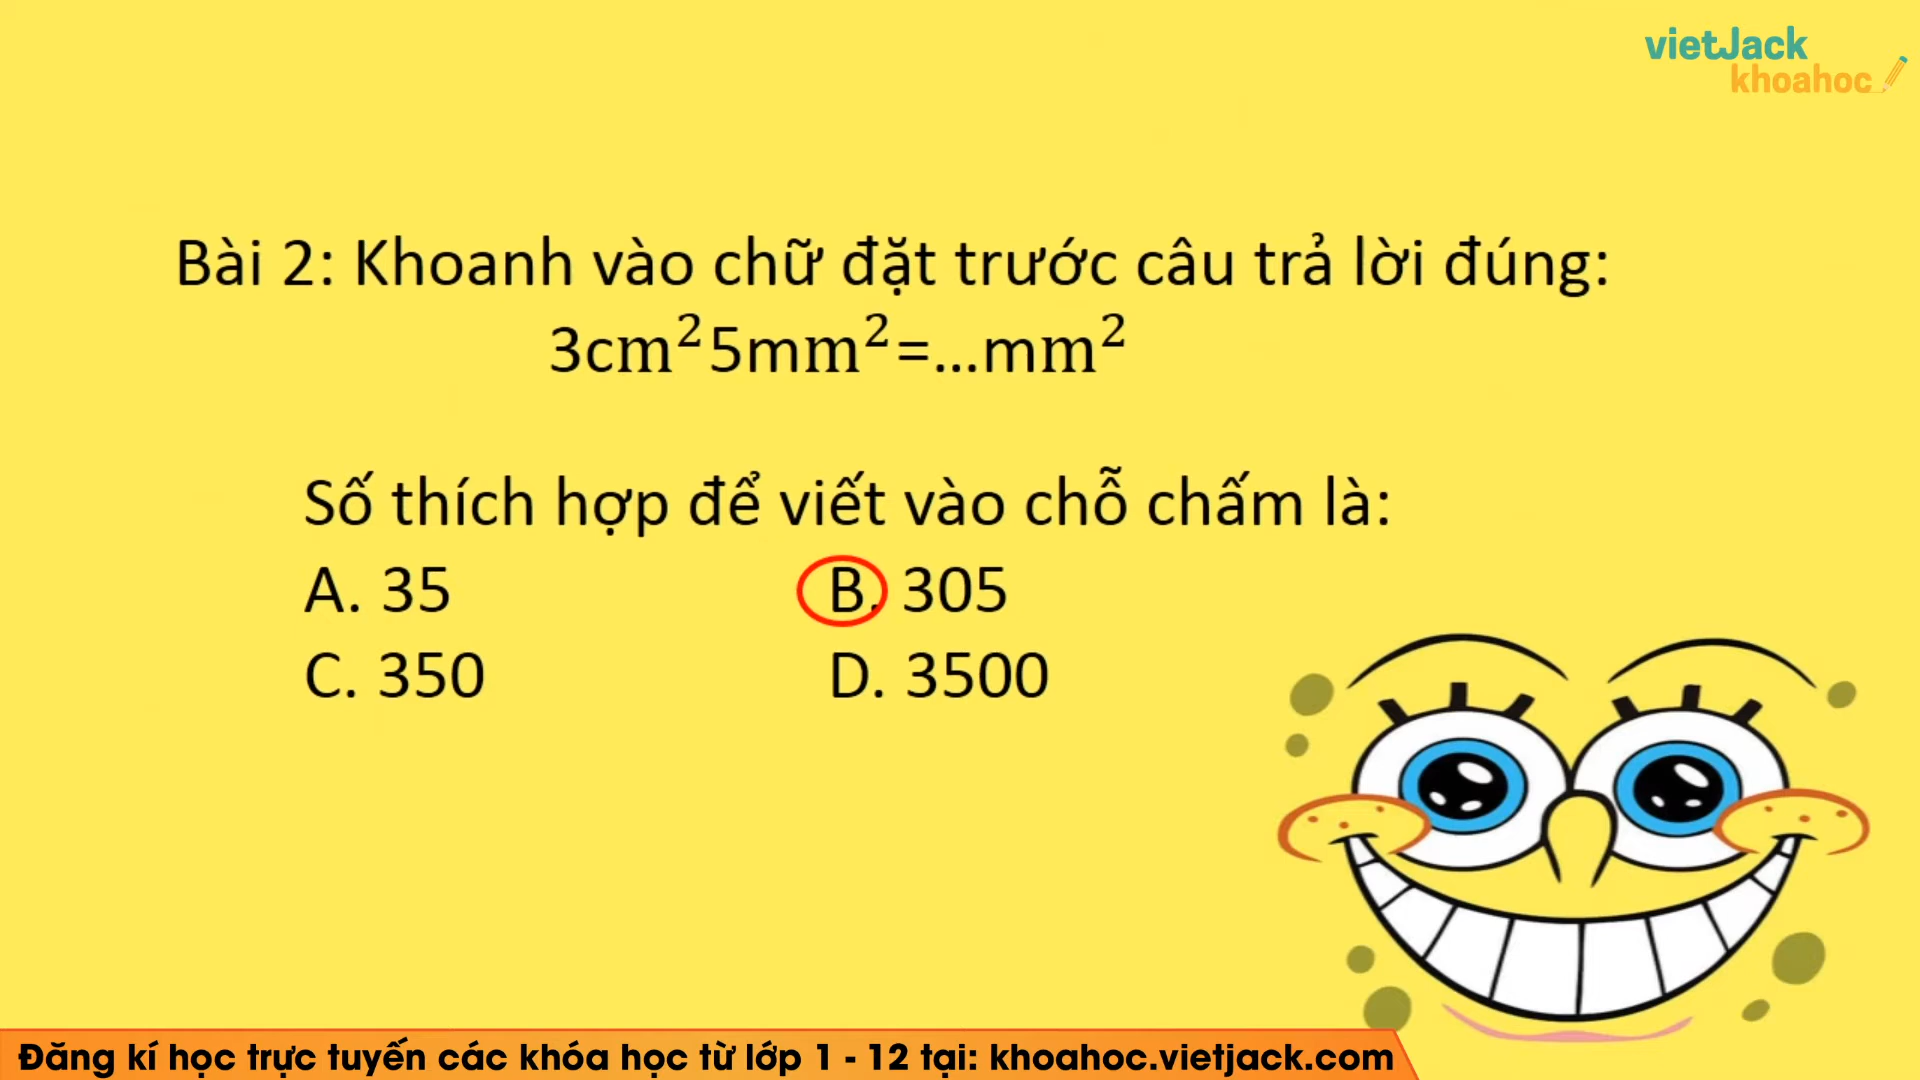 vietJack
khoahoc
Bài 2: Khoanh vào chữ đặt trước câu trả lời đúng:
3cm²5mm²=...mm²
Số thích hợp để viết vào chỗ chấm là:
A. 35 B. 305
C. 350 D. 3500
Đăng kí học trực tuyến các khóa học từ lớp 1 - 12 tại: khoahoc.vietjack.com